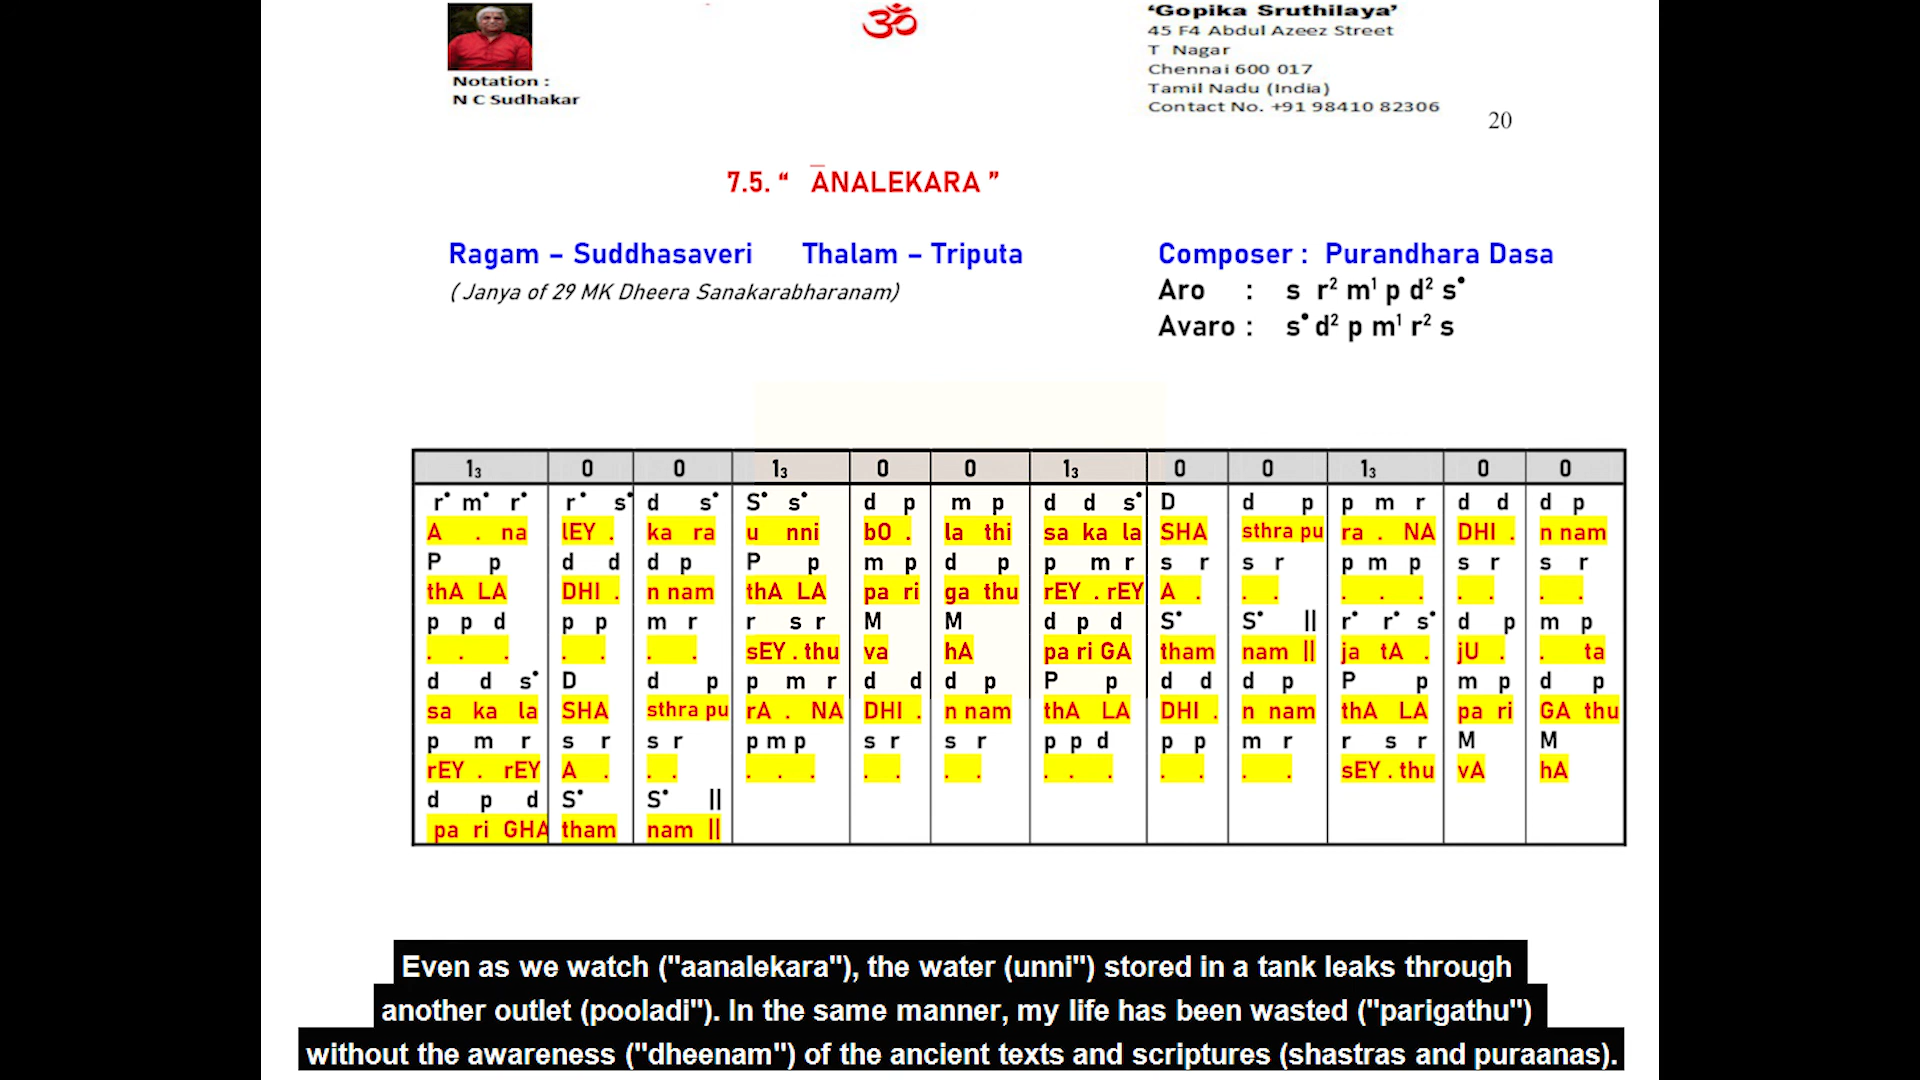 ॐ
‘Gopika Sruthilaya’
45 F4 Abdul Azeez Street
T Nagar
Chennai 600 017
Tamil Nadu (India)
Contact No. +91 98410 82306
Notation :
N C Sudhakar
20
7.5. “ ĀNALEKARA ”
Ragam – Suddhasaveri Thalam – Triputa Composer : Purandhara Dasa
( Janya of 29 MK Dheera Sanakarabharanam)
Aro : s r² m¹ p d² s•
Avaro : s• d² p m¹ r² s
1₃ 0 0 1₃ 0 0 1₃ 0 0 1₃ 0 0
r• m• r• r• s• d s• S• s• d p m p d d s• D d p p m r d d d p
A . na lEY . ka ra u nni bO . la thi sa ka la SHA sthra pu ra . NA DHI . n nam
P p d d d p P p m p d p p m r s r s r p m p s r s r
thA LA DHI . n nam thA LA pa ri ga thu rEY . rEY A . . . . . . . . . .
p p d p p m r r s r M M d p d S• S• || r• r• s• d p m p
. . . . . . . sEY . thu va hA pa ri GA tham nam || ja tA . jU . . ta
d d s• D d p p m r d d d p P p d d d p P p m p d p
sa ka la SHA sthra pu rA . NA DHI . n nam thA LA DHI . n nam thA LA pa ri GA thu
p m r s r s r p m p s r s r p p d p p m r r s r M M
rEY . rEY A . . . . . . . . . . . . . . . . . sEY . thu vA hA
d p d S• S• ||
pa ri GHA tham nam ||
Even as we watch ("aanalekara"), the water (unni") stored in a tank leaks through
another outlet (pooladi"). In the same manner, my life has been wasted ("parigathu")
without the awareness ("dheenam") of the ancient texts and scriptures (shastras and puraanas).